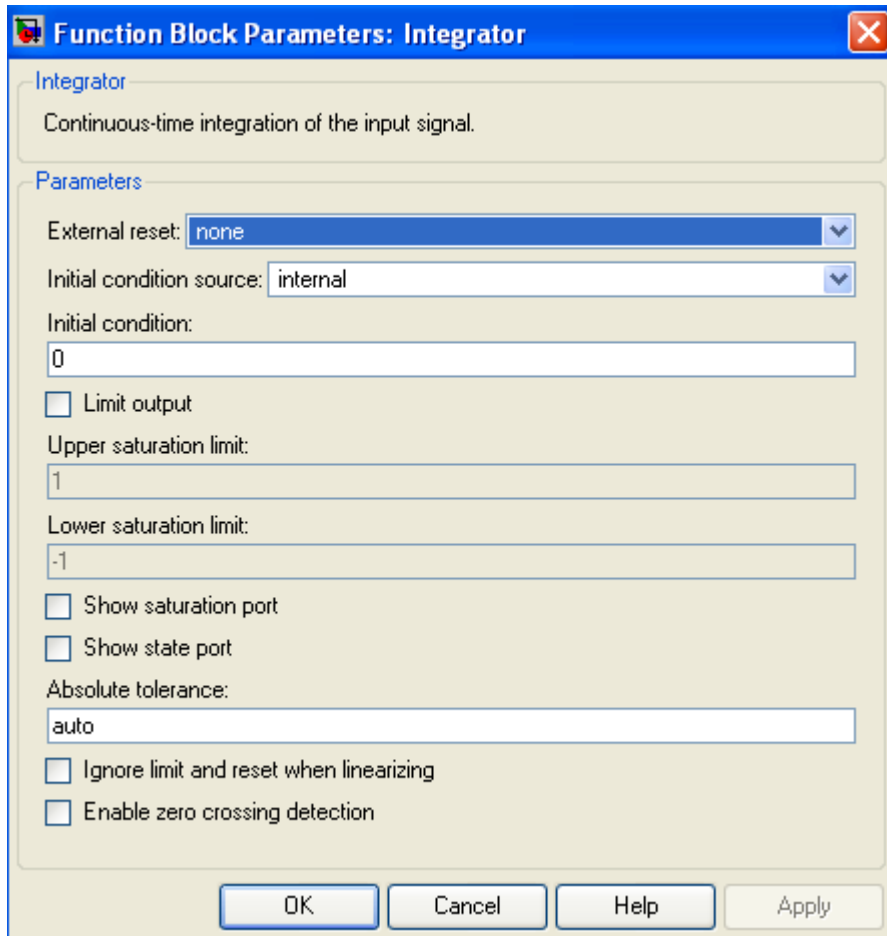 Function Block Parameters: Integrator
Integrator
Continuous-time integration of the input signal.
Parameters
External reset: none
Initial condition source: internal
Initial condition:
0
Limit output
Upper saturation limit:
1
Lower saturation limit:
-1
Show saturation port
Show state port
Absolute tolerance:
auto
Ignore limit and reset when linearizing
Enable zero crossing detection
OK Cancel Help Apply